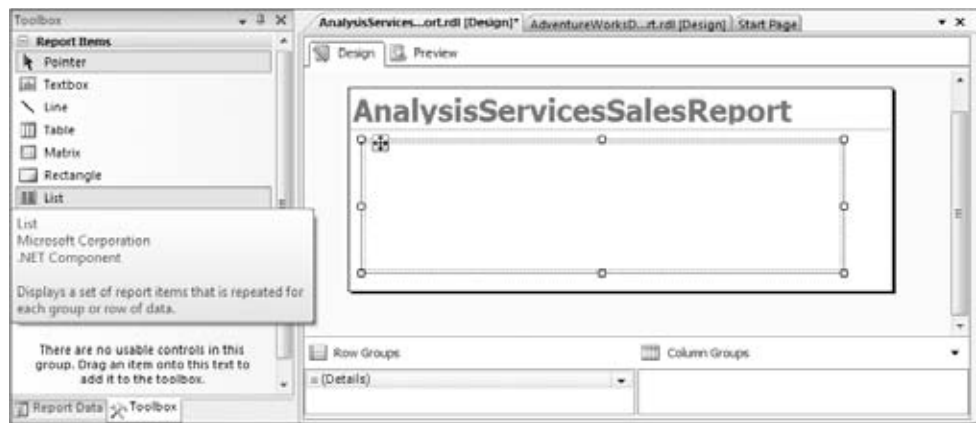 Toolbox
Report Items
Pointer
Textbox
Line
Table
Matrix
Rectangle
List
List
Microsoft Corporation
.NET Component
Displays a set of report items that is repeated for
each group or row of data.
There are no usable controls in this
group. Drag an item onto this text to
add it to the toolbox.
Report Data
Toolbox
AnalysisServices...ort.rdl [Design]*
AdventureWorksD...rt.rdl [Design]
Start Page
Design
Preview
AnalysisServicesSalesReport
Row Groups
Column Groups
(Details)